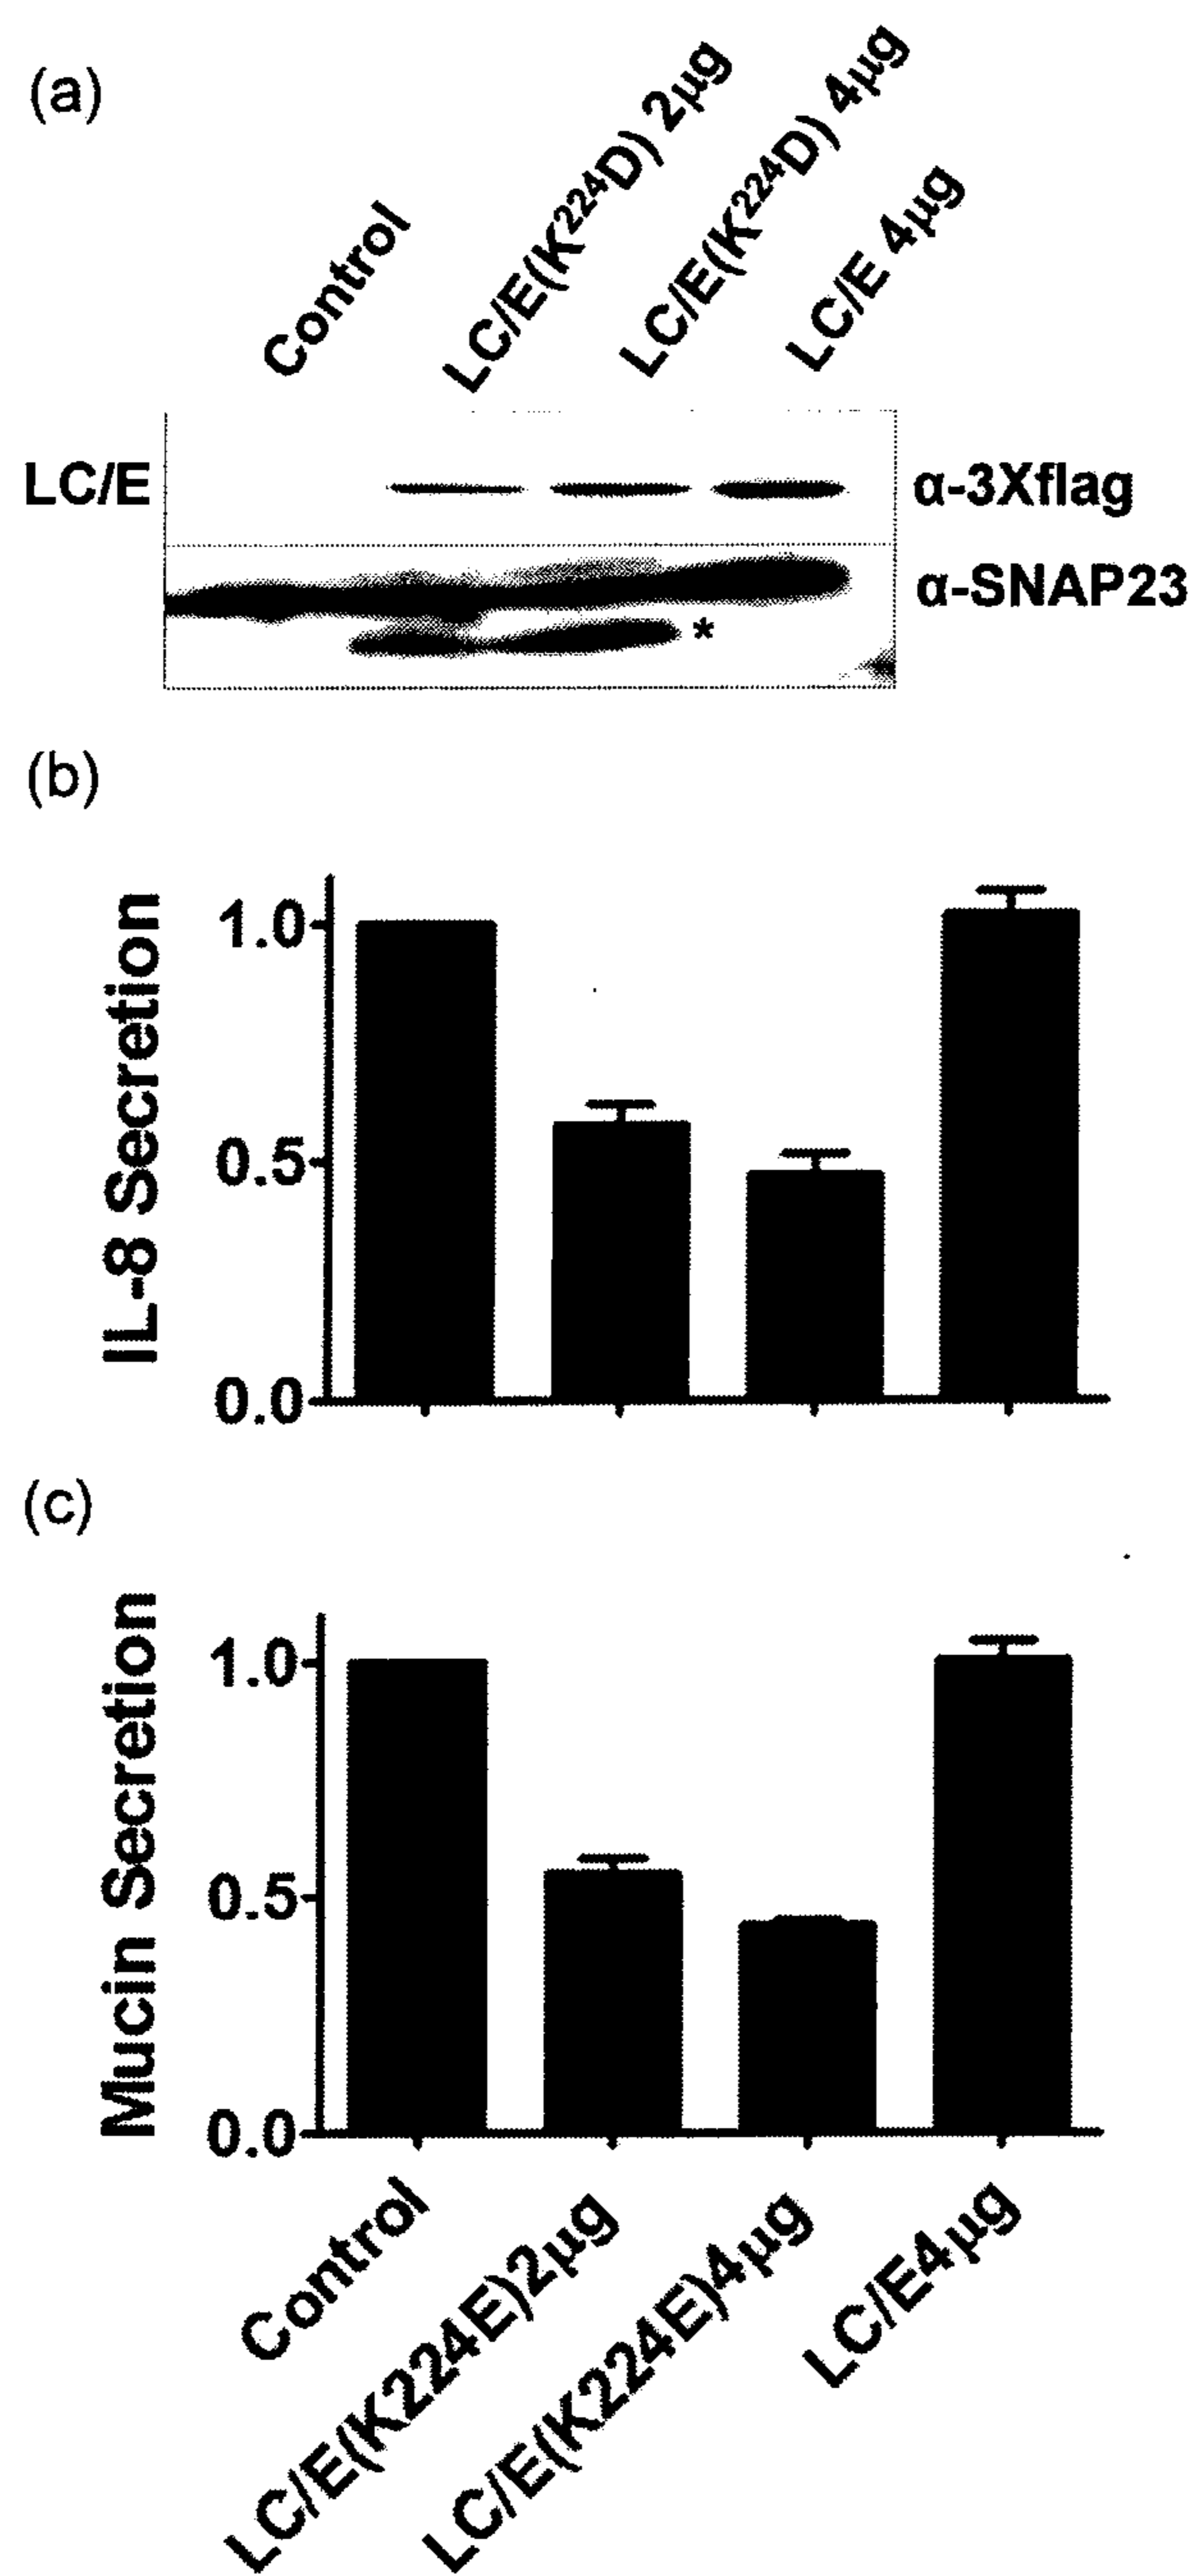 (a)
Control
LC/E(K²²⁴D) 2μg
LC/E(K²²⁴D) 4μg
LC/E 4μg
LC/E
α-3Xflag
α-SNAP23
*
(b)
IL-8 Secretion
1.0
0.5
0.0
(c)
Mucin Secretion
1.0
0.5
0.0
Control
LC/E(K224E)2μg
LC/E(K224E)4μg
LC/E4μg